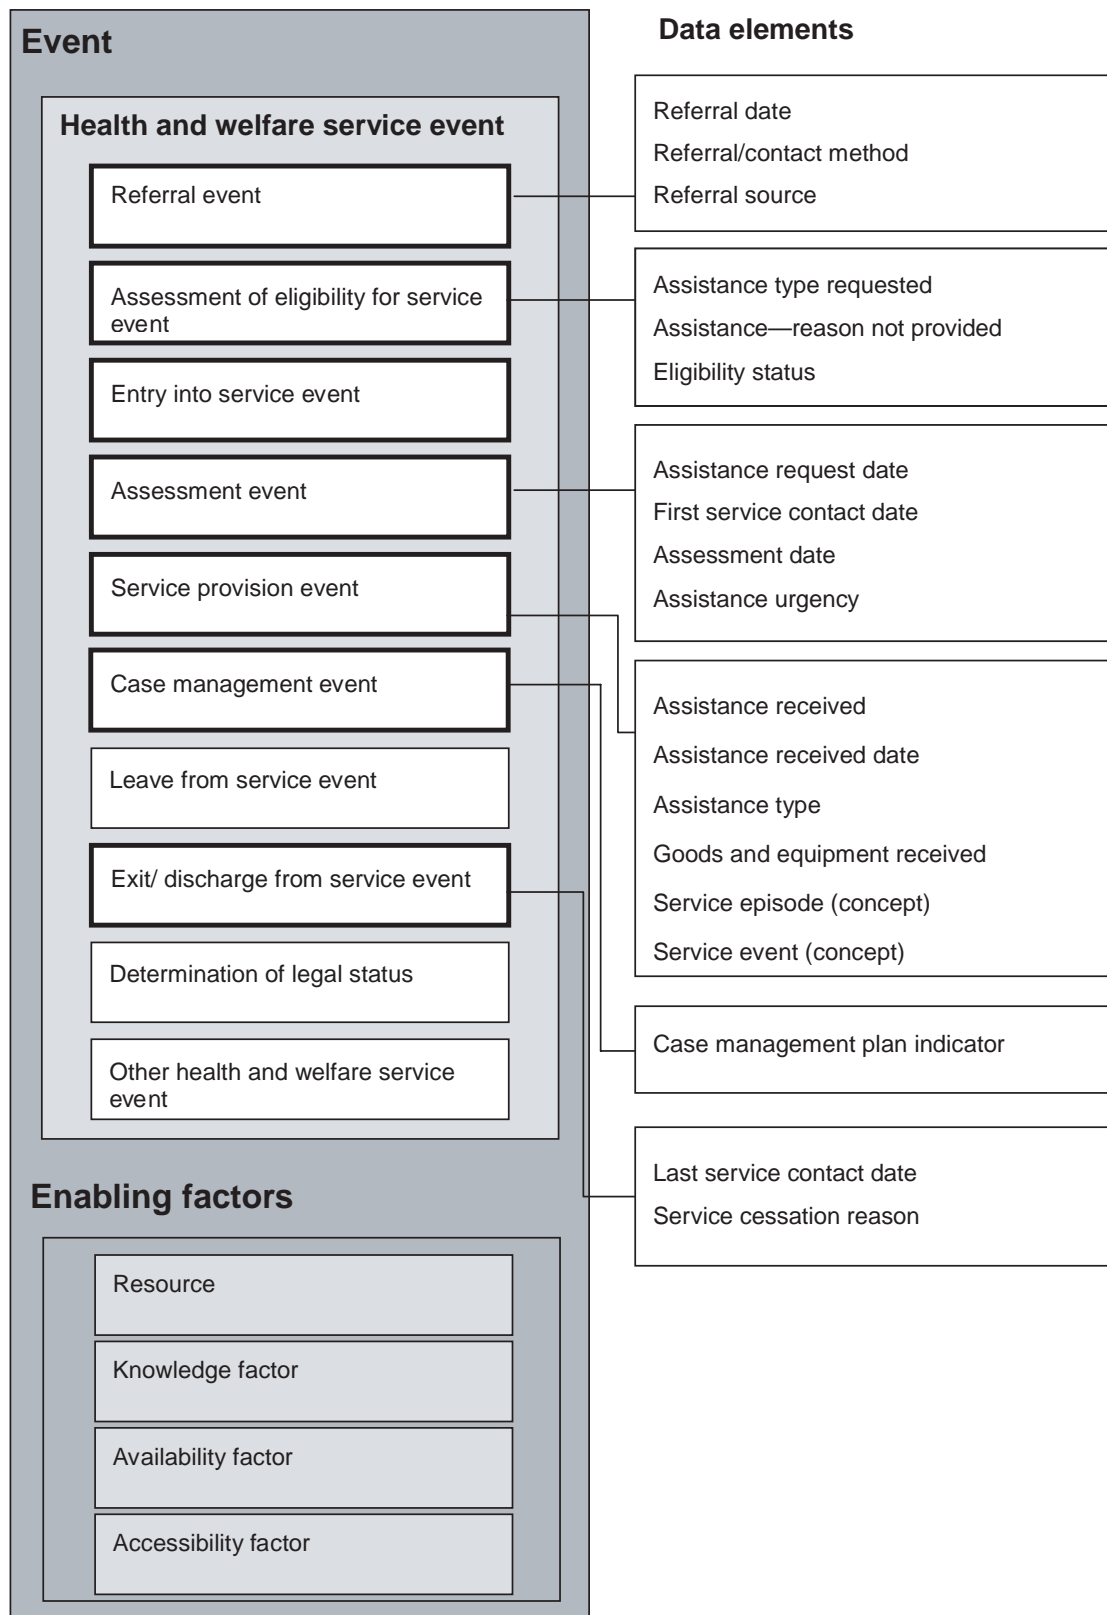 Event
Health and welfare service event
Referral event
Assessment of eligibility for service
event
Entry into service event
Assessment event
Service provision event
Case management event
Leave from service event
Exit/ discharge from service event
Determination of legal status
Other health and welfare service
event
Enabling factors
Resource
Knowledge factor
Availability factor
Accessibility factor
Data elements
Referral date
Referral/contact method
Referral source
Assistance type requested
Assistance—reason not provided
Eligibility status
Assistance request date
First service contact date
Assessment date
Assistance urgency
Assistance received
Assistance received date
Assistance type
Goods and equipment received
Service episode (concept)
Service event (concept)
Case management plan indicator
Last service contact date
Service cessation reason